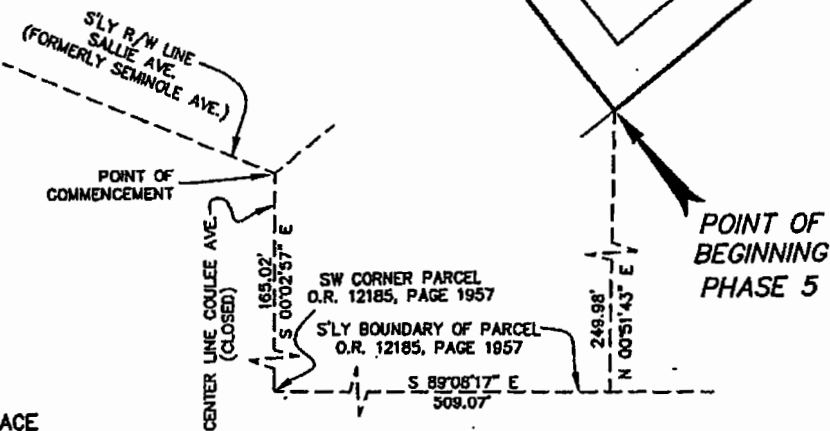 S'LY R/W LINE
SALLIE AVE.
(FORMERLY SEMINOLE AVE.)
POINT OF
COMMENCEMENT
CENTER LINE COULEE AVE.
(CLOSED)
165.02'
S 00°02'57" E
SW CORNER PARCEL
O.R. 12185, PAGE 1957
S'LY BOUNDARY OF PARCEL
O.R. 12185, PAGE 1957
S 89°08'17" E
509.07'
249.98'
N 00°51'43" E
POINT OF
BEGINNING
PHASE 5
ACE